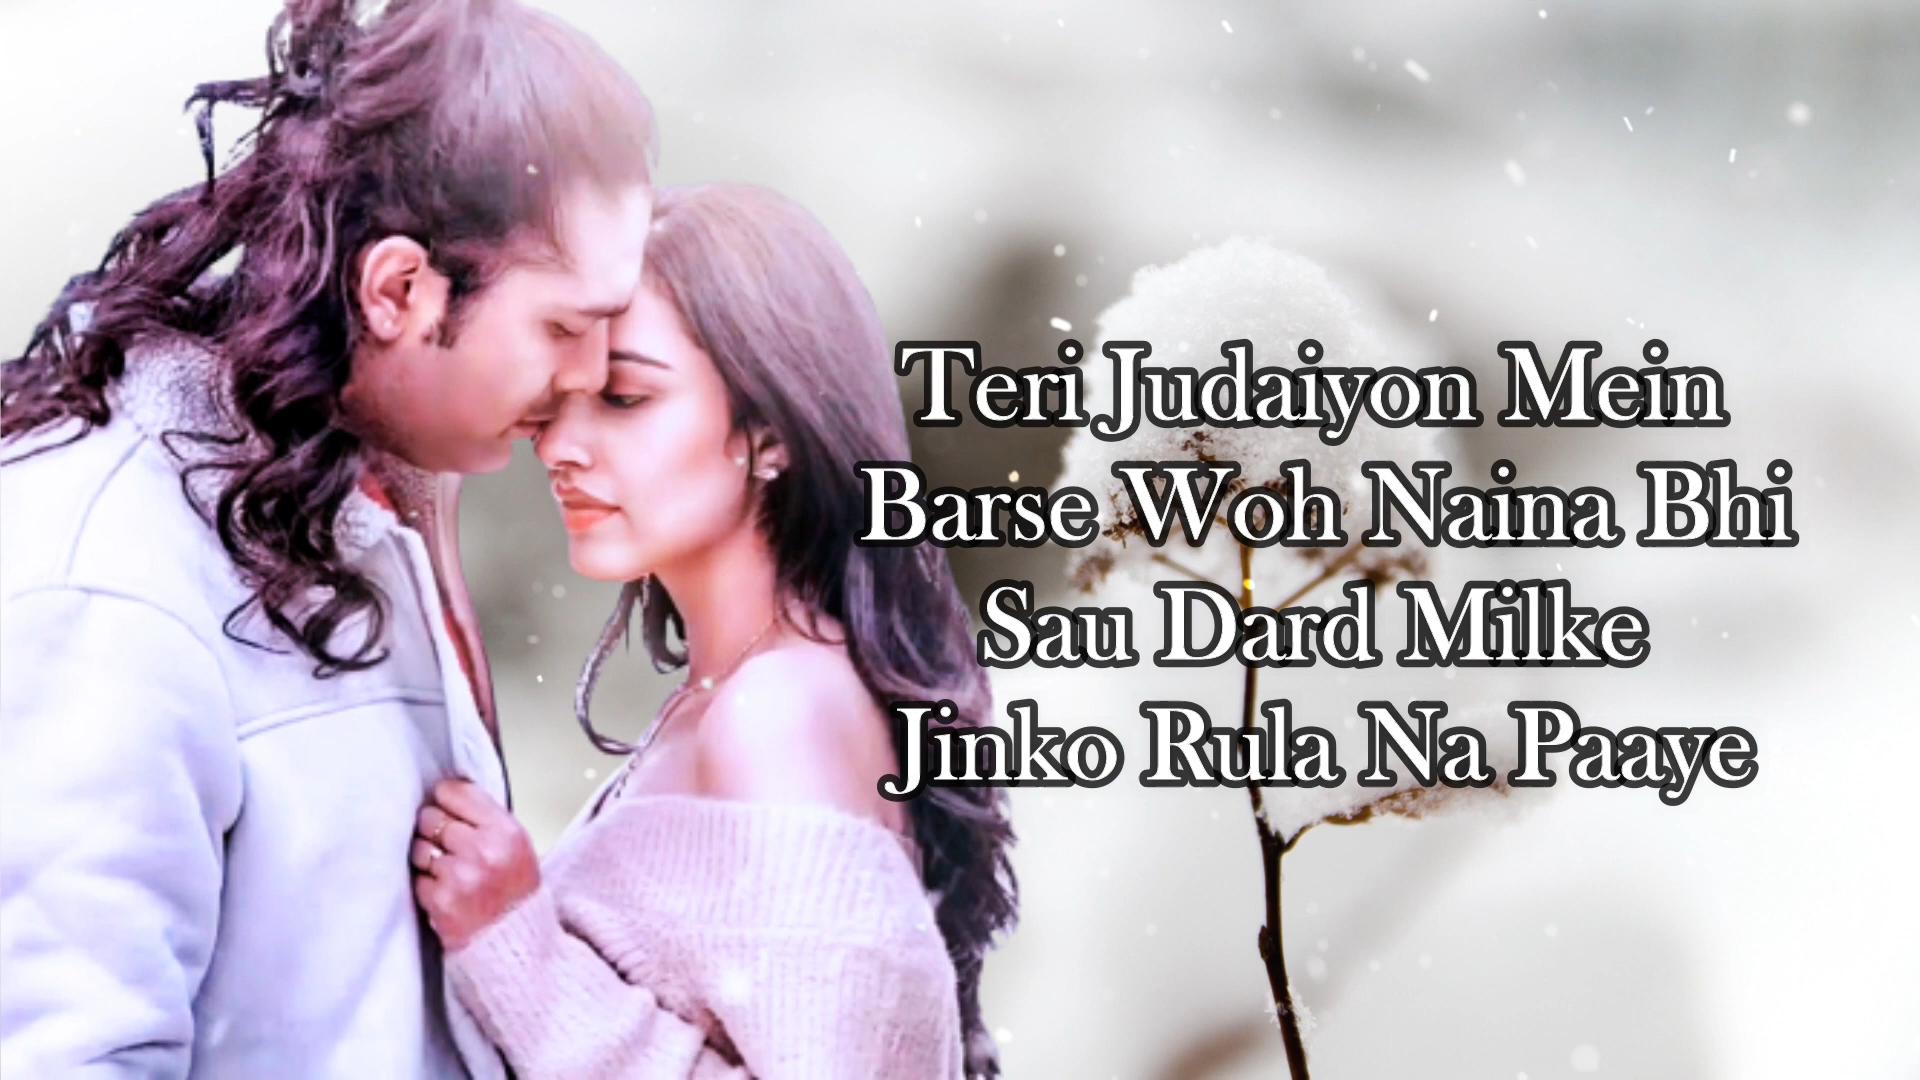 Teri Judaiyon Mein
Barse Woh Naina Bhi
Sau Dard Milke
Jinko Rula Na Paaye